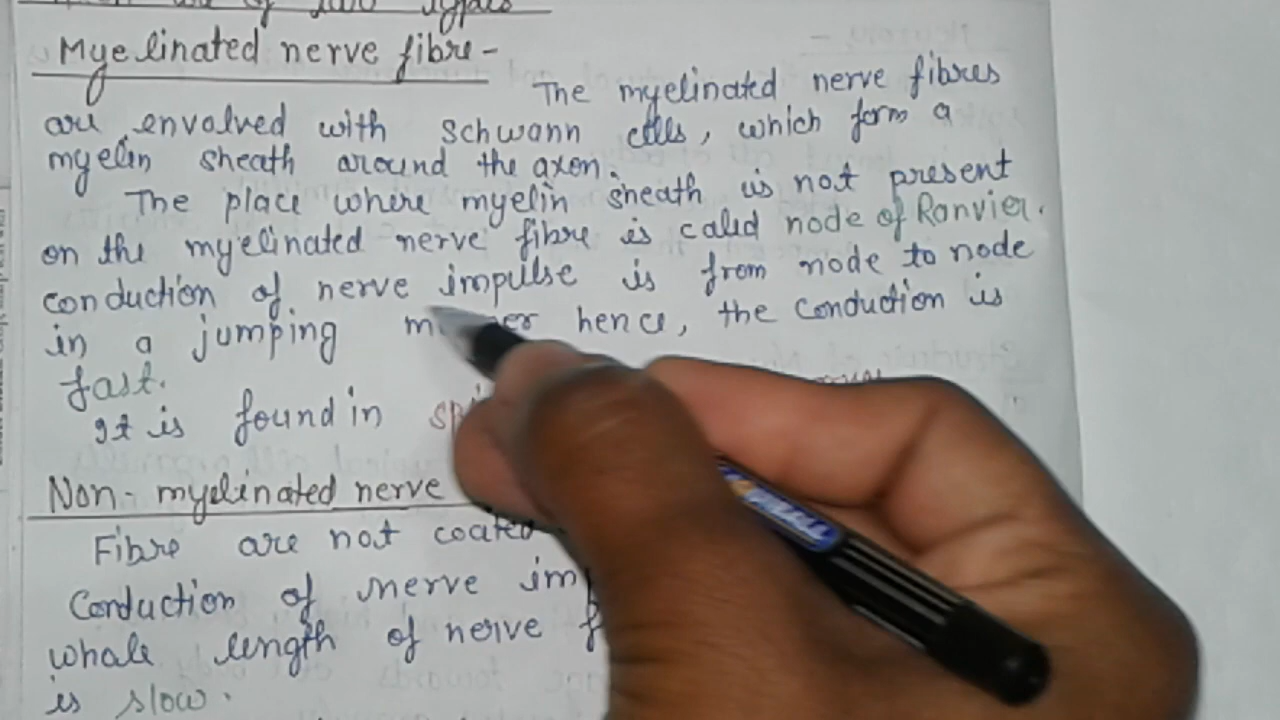 Myelinated nerve fibre-
The myelinated nerve fibres
are envalved with schwann cells, which form a
myelin sheath around the axon.
The place where myelin sheath is not present
on the myelinated nerve fibre is called node of Ranvier.
conduction of nerve impulse is from node to node
in a jumping hence, the conduction is
fast.
It is found in
Non-myelinated nerve
Fibre are not coated
Conduction of nerve
whole length of nerve
is slow.